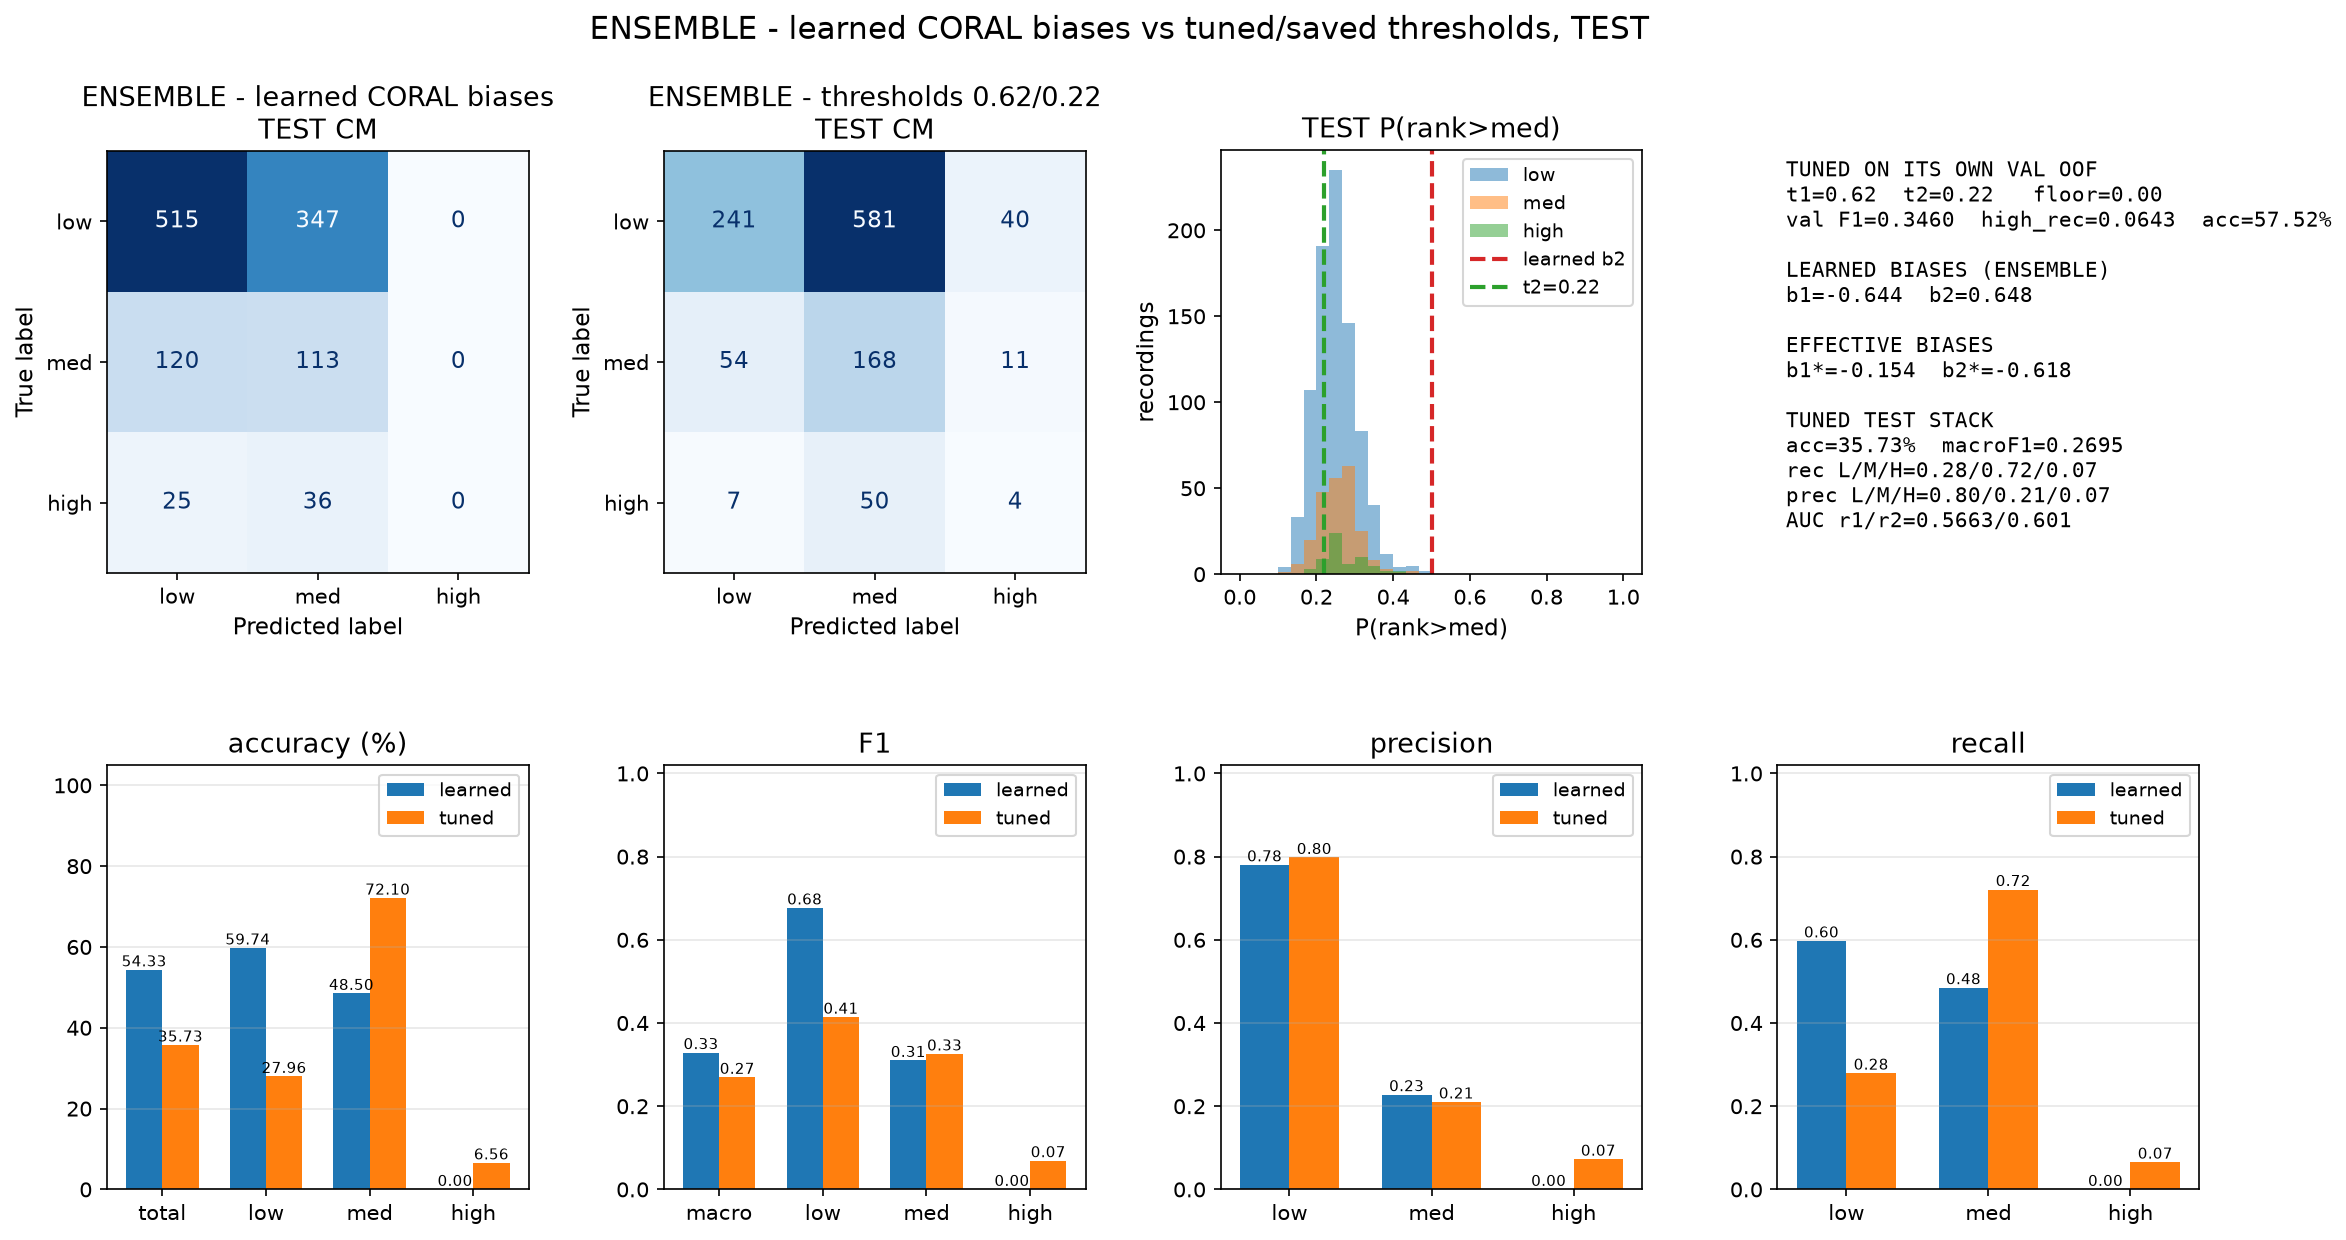 ENSEMBLE - learned CORAL biases vs tuned/saved thresholds, TEST
ENSEMBLE - learned CORAL biases
TEST CM
True label
low
med
high
515
347
0
120
113
0
25
36
0
low
med
high
Predicted label
ENSEMBLE - thresholds 0.62/0.22
TEST CM
True label
low
med
high
241
581
40
54
168
11
7
50
4
low
med
high
Predicted label
TEST P(rank>med)
recordings
200
150
100
50
0
low
med
high
learned b2
t2=0.22
0.0
0.2
0.4
0.6
0.8
1.0
P(rank>med)
TUNED ON ITS OWN VAL OOF
t1=0.62 t2=0.22 floor=0.00
val F1=0.3460 high_rec=0.0643 acc=57.52%
LEARNED BIASES (ENSEMBLE)
b1=-0.644 b2=0.648
EFFECTIVE BIASES
b1*=-0.154 b2*=-0.618
TUNED TEST STACK
acc=35.73% macroF1=0.2695
rec L/M/H=0.28/0.72/0.07
prec L/M/H=0.80/0.21/0.07
AUC r1/r2=0.5663/0.601
accuracy (%)
100
80
60
40
20
0
learned
tuned
54.33
35.73
59.74
27.96
48.50
72.10
0.00
6.56
total
low
med
high
F1
1.0
0.8
0.6
0.4
0.2
0.0
learned
tuned
0.33
0.27
0.68
0.41
0.31
0.33
0.00
0.07
macro
low
med
high
precision
1.0
0.8
0.6
0.4
0.2
0.0
learned
tuned
0.78
0.80
0.23
0.21
0.00
0.07
low
med
high
recall
1.0
0.8
0.6
0.4
0.2
0.0
learned
tuned
0.60
0.28
0.48
0.72
0.00
0.07
low
med
high